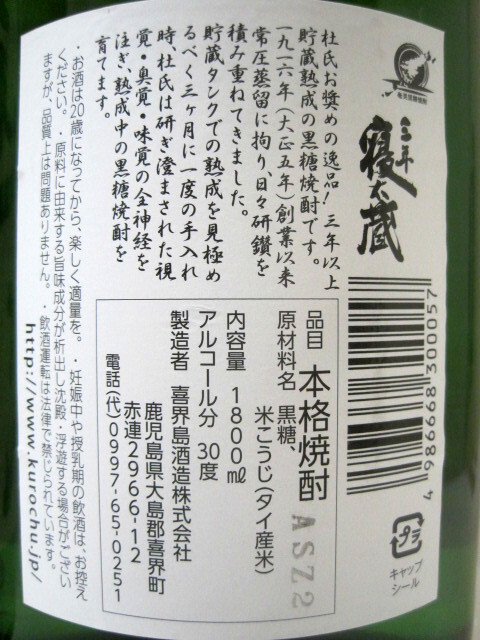 奄美黒糖焼酎
三年
寝太蔵
杜氏お奨めの逸品！三年以上
貯蔵熟成の黒糖焼酎です。
一九一六年（大正五年）創業以来
常圧蒸留に拘り、日々研鑽を
積み重ねてきました。
貯蔵タンクでの熟成を見極め
るべく三ヶ月に一度の手入れ
時、杜氏は研ぎ澄まされた視
覚・臭覚・味覚の全神経を
注ぎ熟成中の黒糖焼酎を
育てます。
・お酒は20歳になってから、楽しく適量を。・妊娠中や授乳期の飲酒は、お控え
ください。・原料に由来する旨味成分が析出し沈殿・浮遊する場合がござい
ますが、品質上は問題ありません。・飲酒運転は法律で禁じられています。
http://www.kurochu.jp/
品目 本格焼酎
原材料名 黒糖、
米こうじ(タイ産米)
内容量 1800㎖
アルコール分 30度
製造者 喜界島酒造株式会社
鹿児島県大島郡喜界町
赤連2966-12
電話(代)0997-65-0251
ASZ2
4 986668 300057
プラ
キャップ
シール